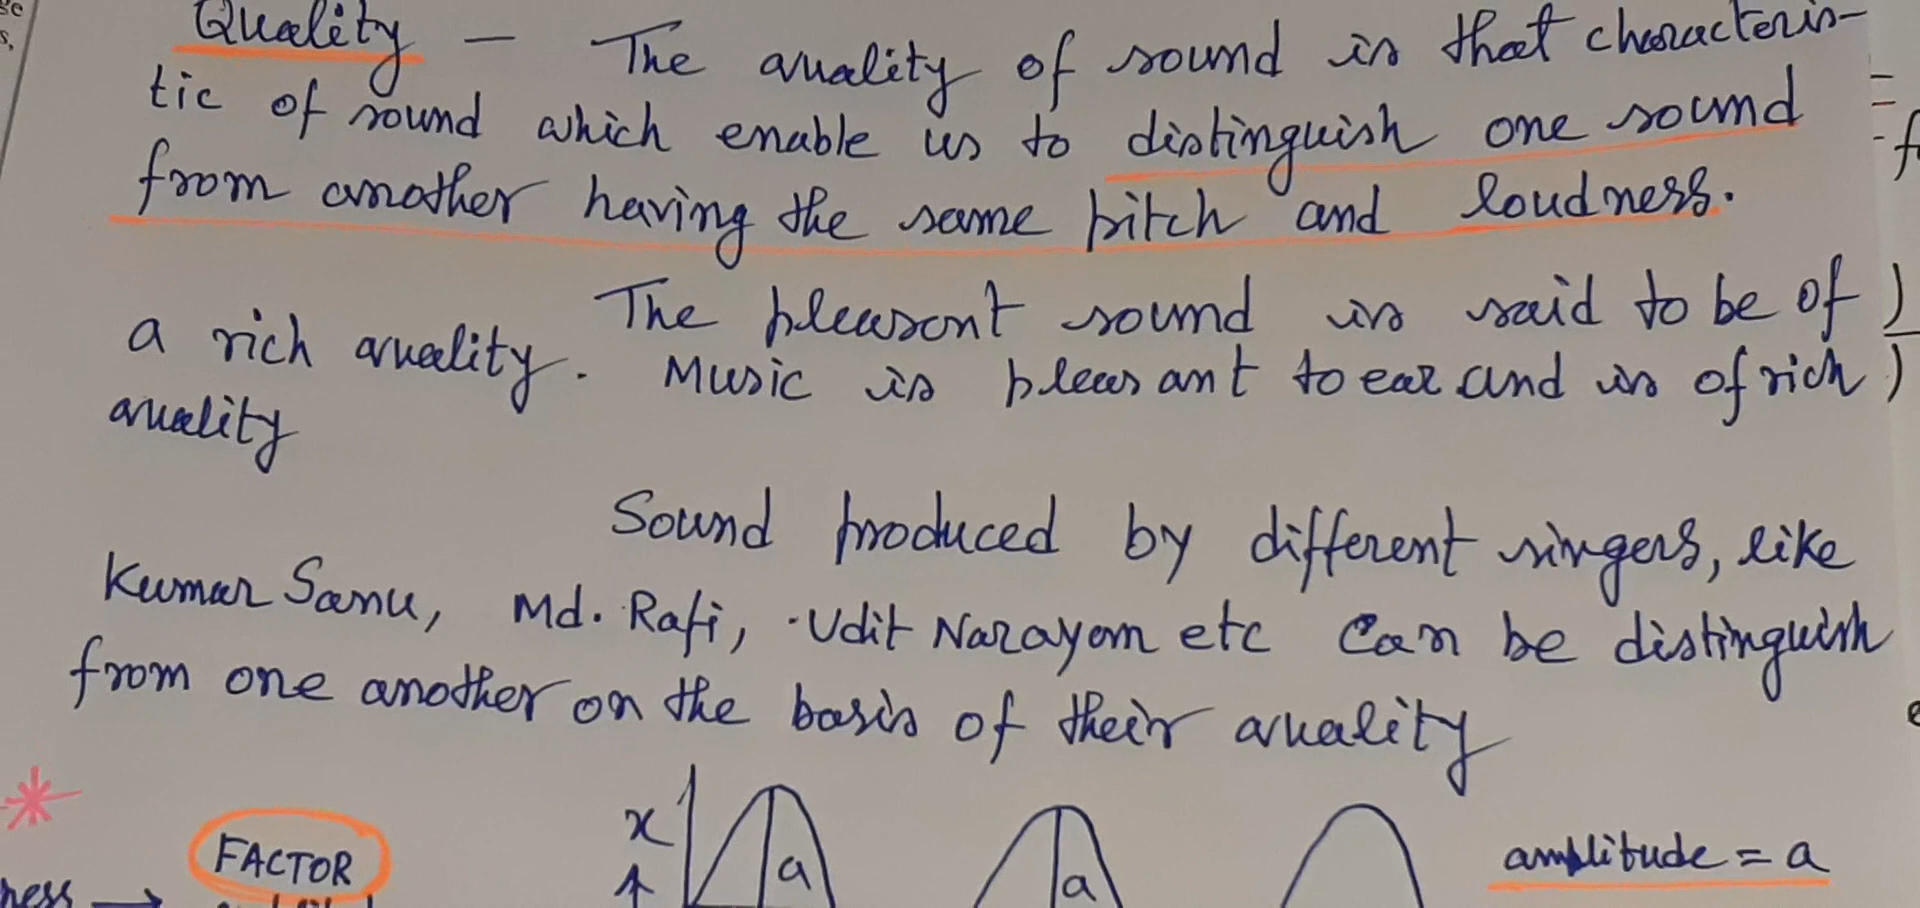 Quality — The quality of sound is that characteris-
tic of sound which enable us to distinguish one sound
from another having the same pitch and loudness.
The pleasont sound is said to be of
a rich quality. Music is pleasant to ear and is of rich
quality
Sound produced by different singers, like
Kumar Sanu, Md. Rafi, Udit Narayan etc can be distinguish
from one another on the basis of their quality
x
a
a
amplitude = a
FACTOR